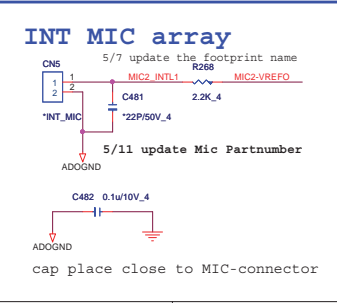 INT MIC array
5/7 update the footprint name
CN5
R268
1
MIC2_INTL1
MIC2-VREFO
1
2
2
C481
2.2K_4
*INT_MIC
*22P/50V_4
5/11 update Mic Partnumber
ADOGND
C482 0.1u/10V_4
ADOGND
cap place close to MIC-connector